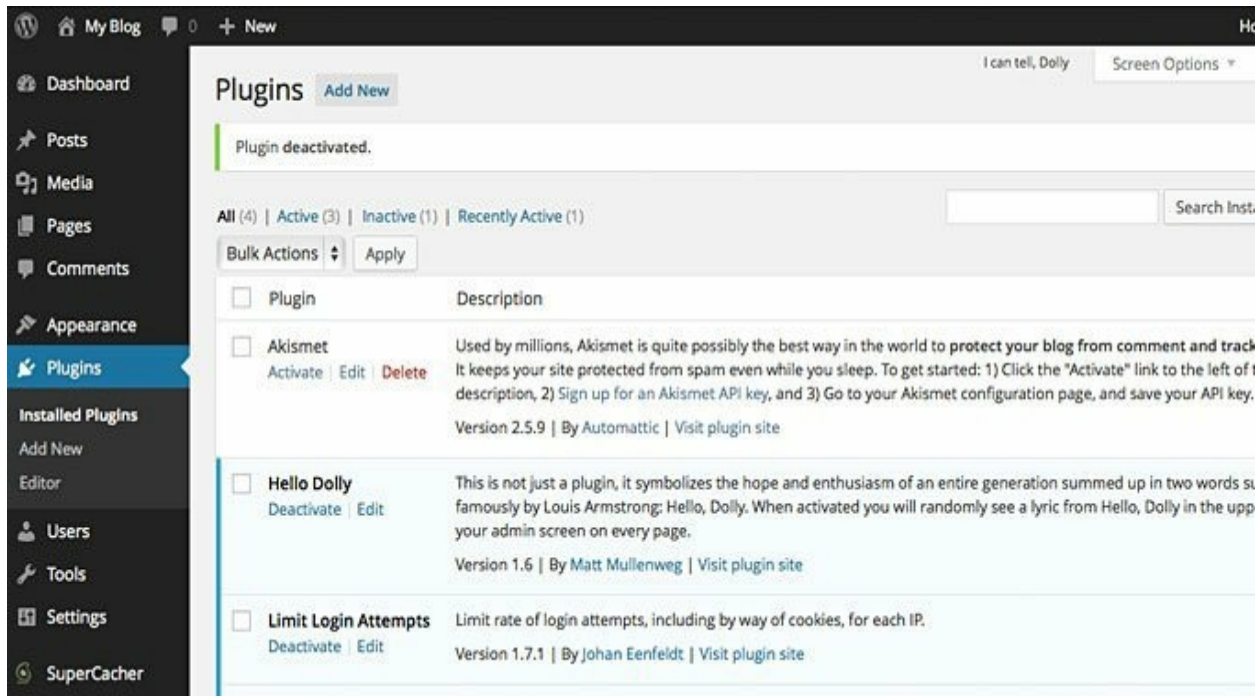 My Blog 0 + New Ho
I can tell, Dolly Screen Options
Plugins Add New
Plugin deactivated.
All (4) | Active (3) | Inactive (1) | Recently Active (1)
Search Insta
Bulk Actions Apply
Plugin Description
Akismet
Activate | Edit | Delete
Used by millions, Akismet is quite possibly the best way in the world to protect your blog from comment and track
It keeps your site protected from spam even while you sleep. To get started: 1) Click the "Activate" link to the left of t
description, 2) Sign up for an Akismet API key, and 3) Go to your Akismet configuration page, and save your API key.
Version 2.5.9 | By Automattic | Visit plugin site
Hello Dolly
Deactivate | Edit
This is not just a plugin, it symbolizes the hope and enthusiasm of an entire generation summed up in two words su
famously by Louis Armstrong: Hello, Dolly. When activated you will randomly see a lyric from Hello, Dolly in the upp
your admin screen on every page.
Version 1.6 | By Matt Mullenweg | Visit plugin site
Limit Login Attempts
Deactivate | Edit
Limit rate of login attempts, including by way of cookies, for each IP.
Version 1.7.1 | By Johan Eenfeldt | Visit plugin site
Dashboard
Posts
Media
Pages
Comments
Appearance
Plugins
Installed Plugins
Add New
Editor
Users
Tools
Settings
SuperCacher